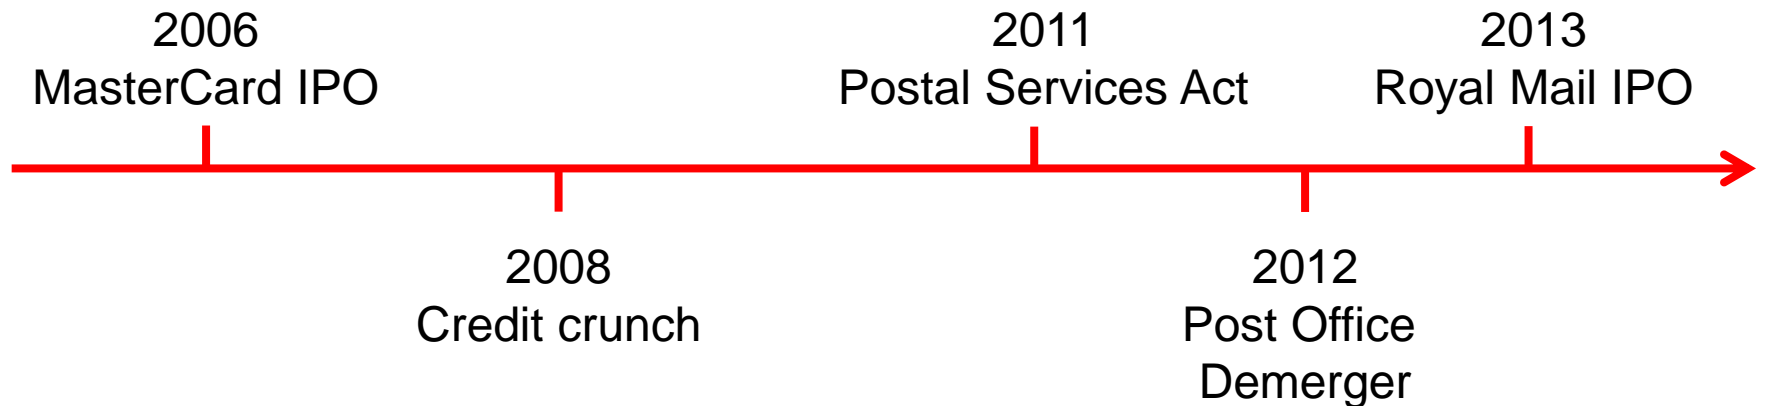 2006
MasterCard IPO
2011
Postal Services Act
2013
Royal Mail IPO
2008
Credit crunch
2012
Post Office
Demerger